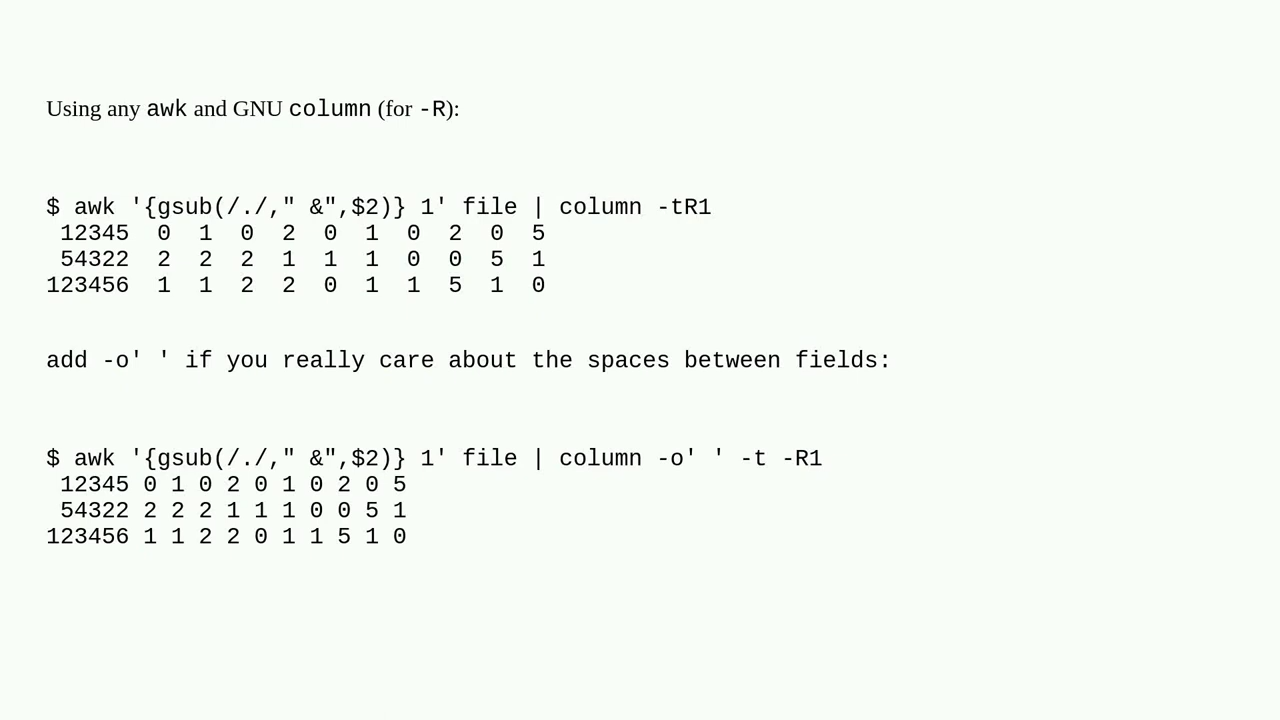 Using any awk and GNU column (for -R):
$ awk '{gsub(/./," &",$2)} 1' file | column -tR1
 12345  0  1  0  2  0  1  0  2  0  5
 54322  2  2  2  1  1  1  0  0  5  1
123456  1  1  2  2  0  1  1  5  1  0
add -o' ' if you really care about the spaces between fields:
$ awk '{gsub(/./," &",$2)} 1' file | column -o' ' -t -R1
 12345 0 1 0 2 0 1 0 2 0 5
 54322 2 2 2 1 1 1 0 0 5 1
123456 1 1 2 2 0 1 1 5 1 0